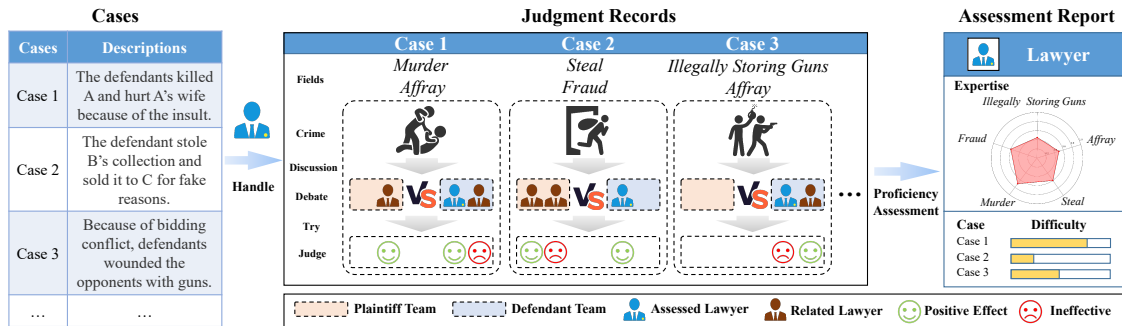 Cases
Judgment Records
Assessment Report
Cases Descriptions
Case 1
The defendants killed
A and hurt A's wife
because of the insult.
Case 2
The defendant stole
B's collection and
sold it to C for fake
reasons.
Case 3
Because of bidding
conflict, defendants
wounded the
opponents with guns.
... ...
Handle
Case 1 Case 2 Case 3
Fields
Murder
Affray
Steal
Fraud
Illegally Storing Guns
Affray
Crime
Discussion
Debate
VS VS VS
Try
Judge
...
Plaintiff Team Defendant Team Assessed Lawyer Related Lawyer Positive Effect Ineffective
Proficiency
Assessment
Lawyer
Expertise
Illegally Storing Guns
Fraud Affray
Murder Steal
Case Difficulty
Case 1
Case 2
Case 3